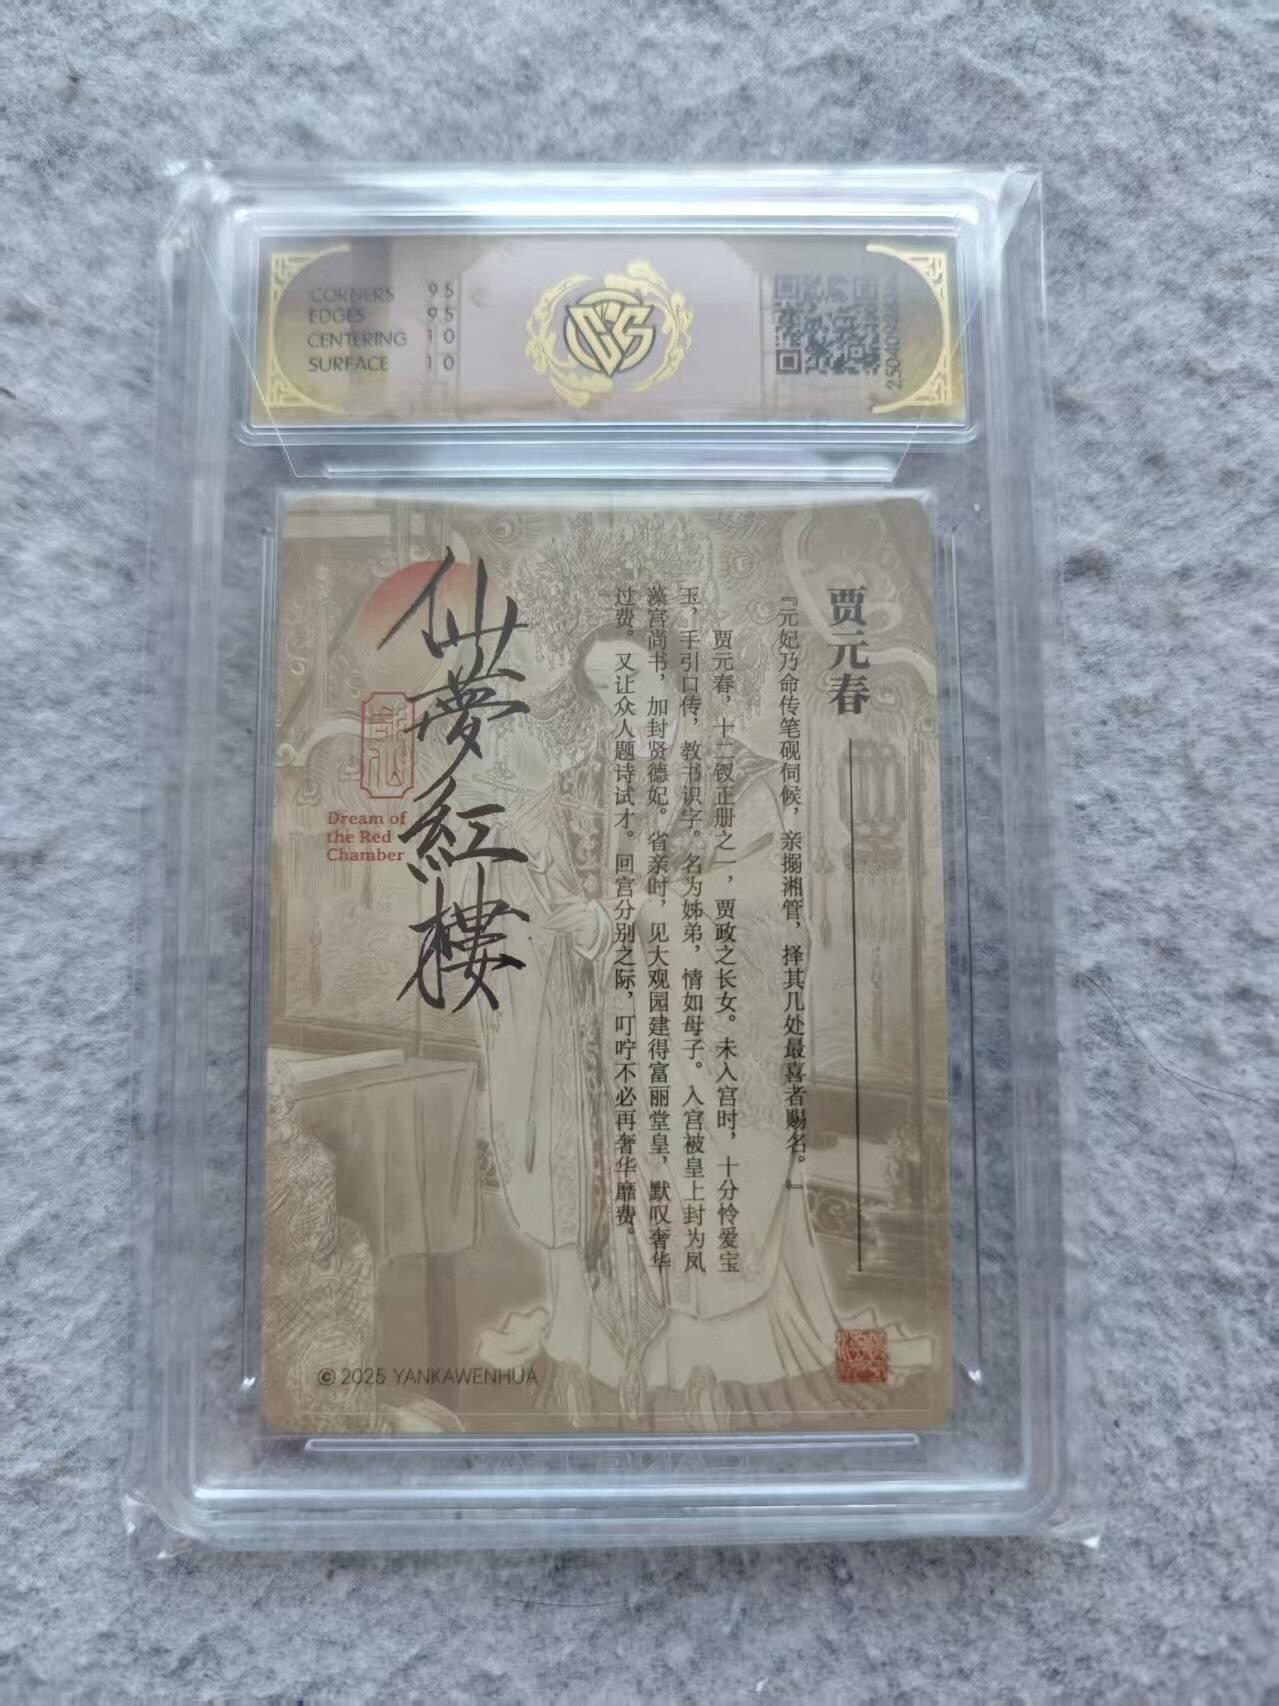 CORNERS 9.5
EDGES 9.5
CENTERING 10
SURFACE 10
CCS
贾元春
『元妃乃命传笔砚伺候，亲搦湘管，择其几处最喜者赐名。』
贾元春，十二钗正册之一，贾政之长女。未入宫时，十分怜爱宝
玉，手引口传，教书识字。名为姊弟，情如母子。入宫被皇上封为凤
藻宫尚书，加封贤德妃。省亲时，见大观园建得富丽堂皇，默叹奢华
过费。又让众人题诗试才。回宫分别之际，叮咛不必再奢华靡费。
仙夢紅樓
Dream of
the Red
Chamber
© 2025 YANKAWENHUA